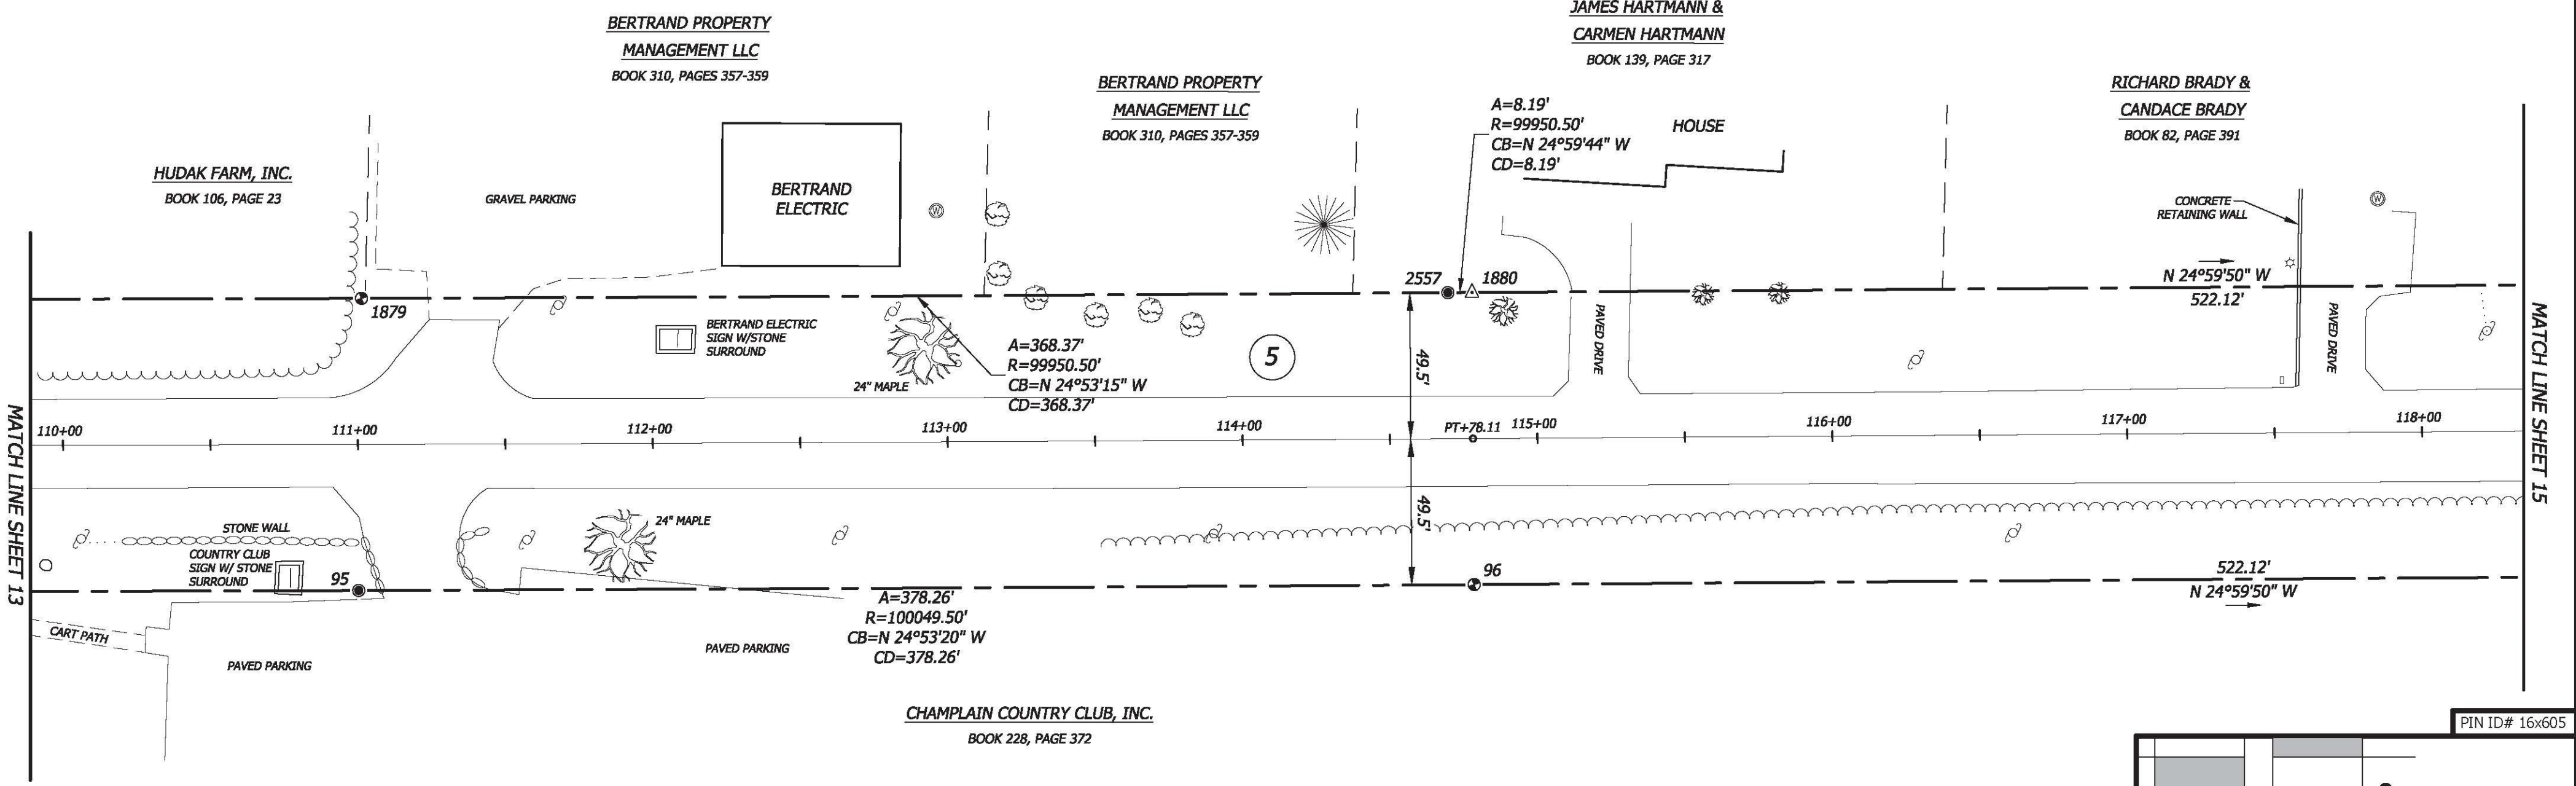 BERTRAND PROPERTY
MANAGEMENT LLC
BOOK 310, PAGES 357-359
JAMES HARTMANN &
CARMEN HARTMANN
BOOK 139, PAGE 317
BERTRAND PROPERTY
MANAGEMENT LLC
BOOK 310, PAGES 357-359
RICHARD BRADY &
CANDACE BRADY
BOOK 82, PAGE 391
A=8.19'
R=99950.50'
CB=N 24°59'44" W
CD=8.19'
HOUSE
HUDAK FARM, INC.
BOOK 106, PAGE 23
GRAVEL PARKING
BERTRAND
ELECTRIC
W
CONCRETE
RETAINING WALL
W
1879
2557
1880
N 24°59'50" W
522.12'
BERTRAND ELECTRIC
SIGN W/STONE
SURROUND
24" MAPLE
A=368.37'
R=99950.50'
CB=N 24°53'15" W
CD=368.37'
5
49.5'
PAVED DRIVE
PAVED DRIVE
MATCH LINE SHEET 13
MATCH LINE SHEET 15
110+00
111+00
112+00
113+00
114+00
PT+78.11
115+00
116+00
117+00
118+00
49.5'
STONE WALL
24" MAPLE
COUNTRY CLUB
SIGN W/ STONE
SURROUND
95
96
522.12'
N 24°59'50" W
A=378.26'
R=100049.50'
CB=N 24°53'20" W
CD=378.26'
CART PATH
PAVED PARKING
PAVED PARKING
CHAMPLAIN COUNTRY CLUB, INC.
BOOK 228, PAGE 372
PIN ID# 16x605